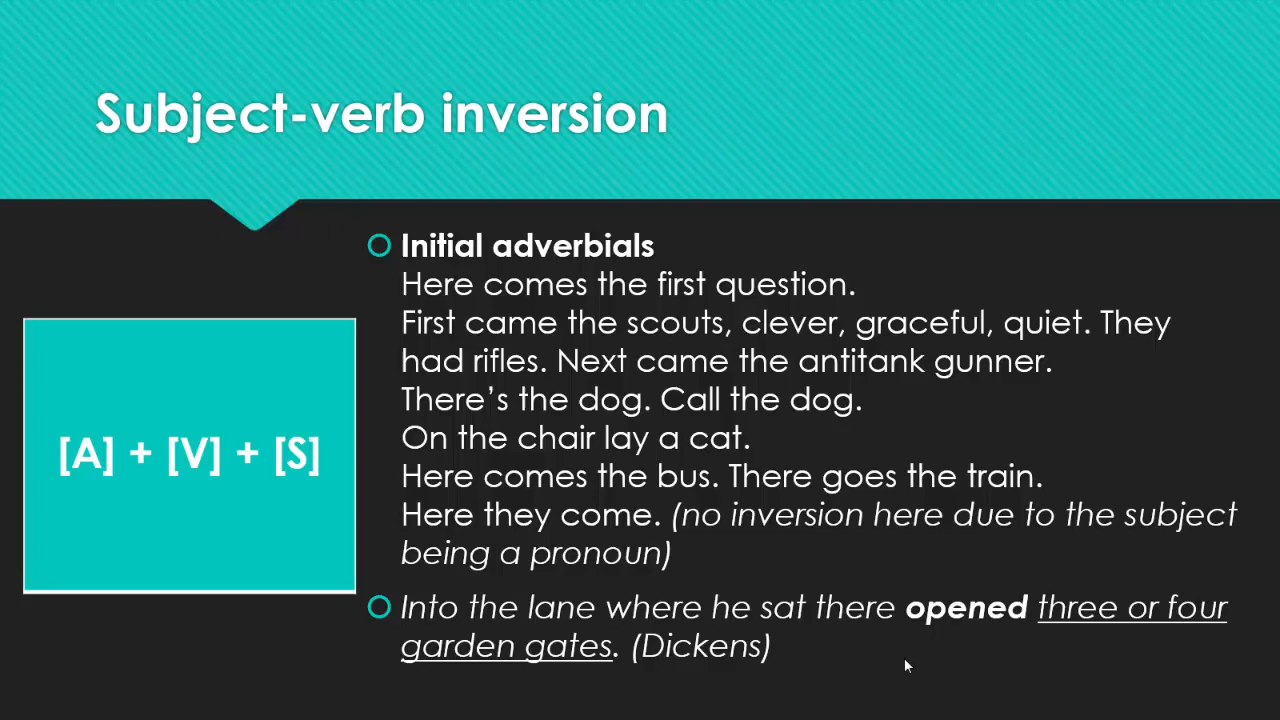 Subject-verb inversion
[A] + [V] + [S]
Initial adverbials
Here comes the first question.
First came the scouts, clever, graceful, quiet. They
had rifles. Next came the antitank gunner.
There’s the dog. Call the dog.
On the chair lay a cat.
Here comes the bus. There goes the train.
Here they come. (no inversion here due to the subject
being a pronoun)
Into the lane where he sat there opened three or four
garden gates. (Dickens)